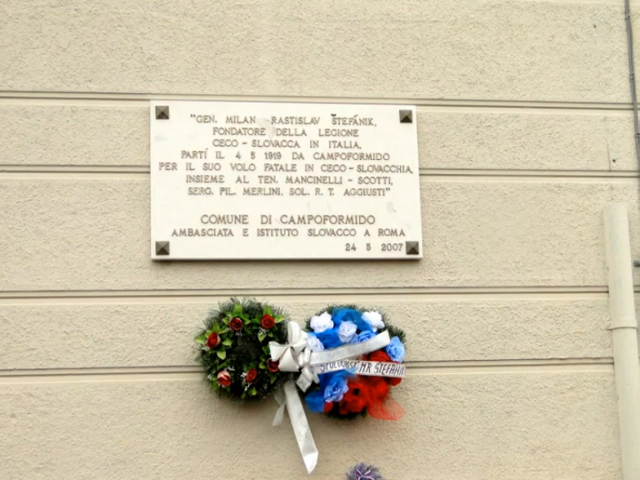 "GEN. MILAN RASTISLAV ŠTEFÁNIK,
FONDATORE DELLA LEGIONE
CECO - SLOVACCA IN ITALIA,
PARTÍ IL 4 5 1919 DA CAMPOFORMIDO
PER IL SUO VOLO FATALE IN CECO - SLOVACCHIA,
INSIEME AL TEN. MANCINELLI - SCOTTI,
SERG. PIL. MERLINI, SOL. R. T. AGGIUSTI"
COMUNE DI CAMPOFORMIDO
AMBASCIATA E ISTITUTO SLOVACCO A ROMA
24 5 2007
M.R. ŠTEFÁNIKA